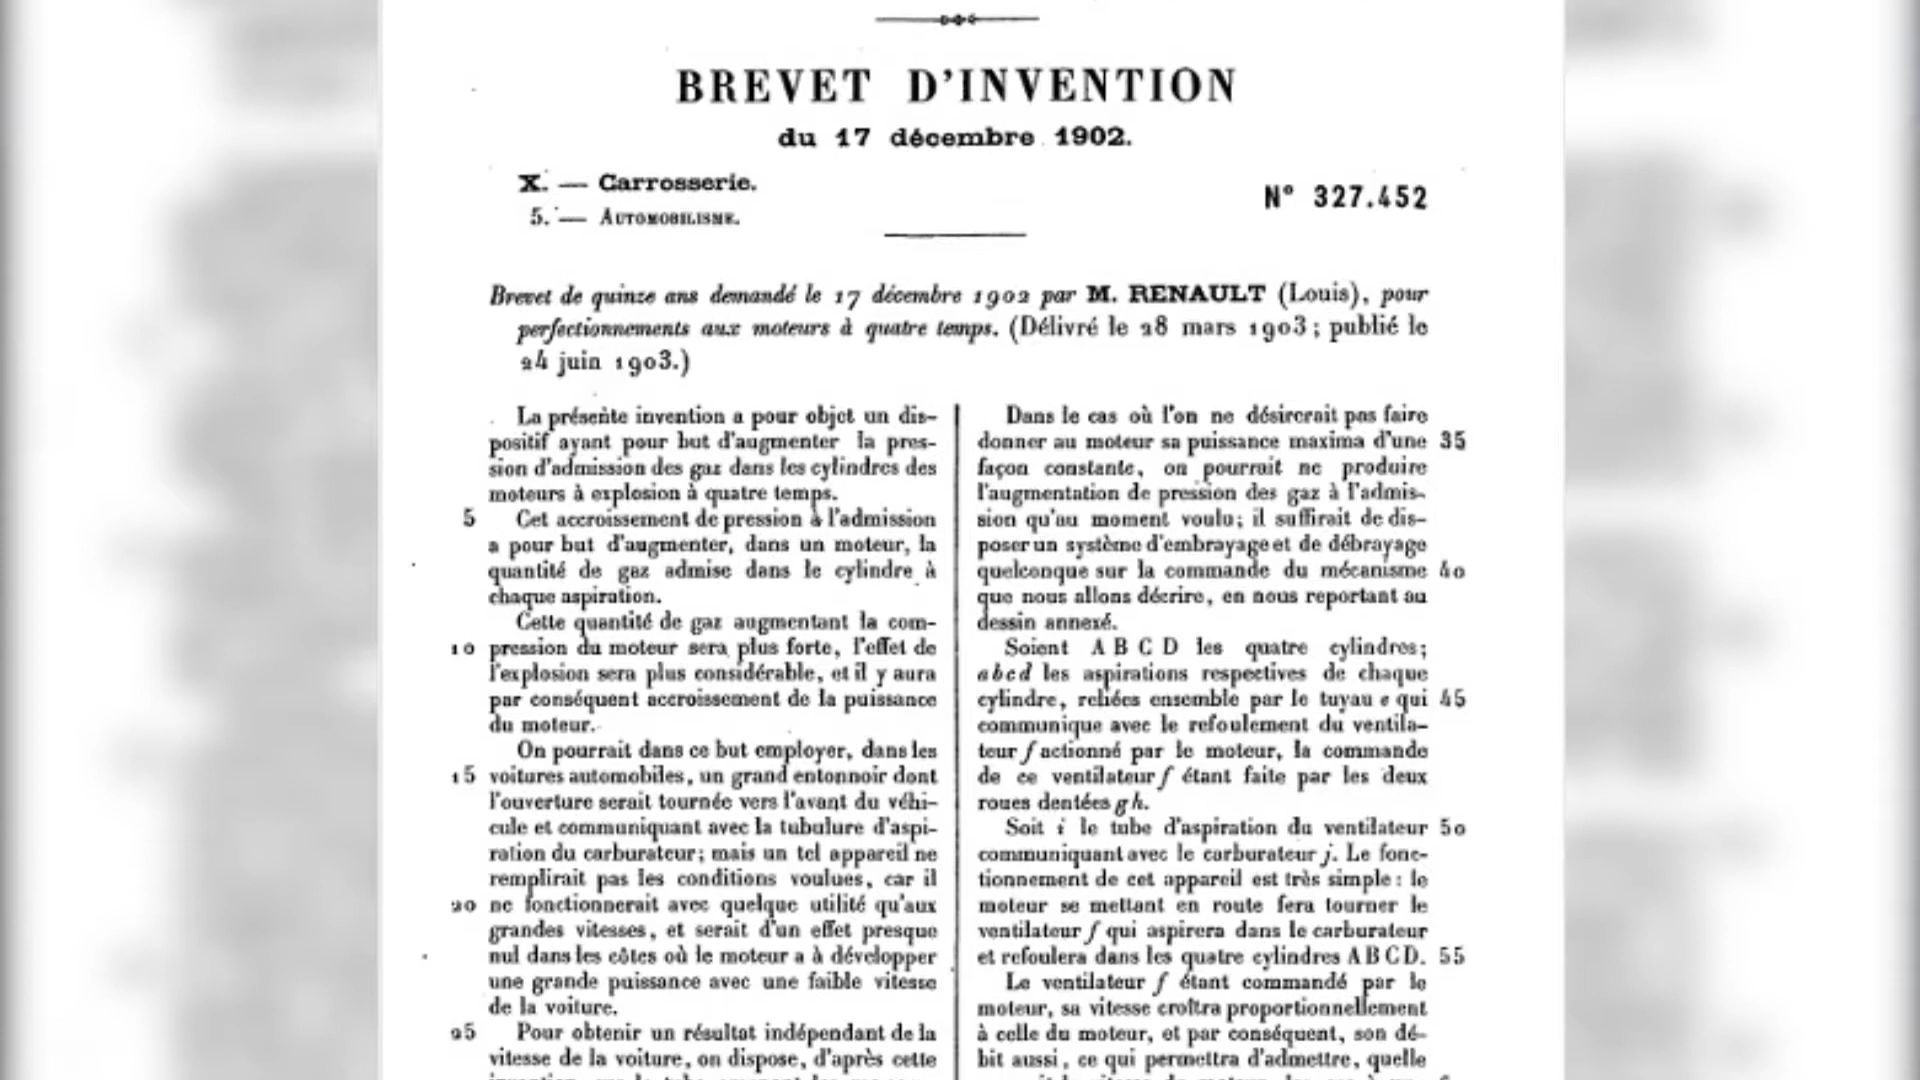 BREVET D'INVENTION
du 17 décembre 1902.
X. — Carrosserie.
5. — AUTOMOBILISME.
N° 327.452
Brevet de quinze ans demandé le 17 décembre 1902 par M. RENAULT (Louis), pour
perfectionnements aux moteurs à quatre temps. (Délivré le 28 mars 1903; publié le
24 juin 1903.)
La présente invention a pour objet un dis-
positif ayant pour but d'augmenter la pres-
sion d'admission des gaz dans les cylindres des
moteurs à explosion à quatre temps.
5 Cet accroissement de pression à l'admission
a pour but d'augmenter, dans un moteur, la
quantité de gaz admise dans le cylindre à
chaque aspiration.
Cette quantité de gaz augmentant la com-
10 pression du moteur sera plus forte, l'effet de
l'explosion sera plus considérable, et il y aura
par conséquent accroissement de la puissance
du moteur.
On pourrait dans ce but employer, dans les
15 voitures automobiles, un grand entonnoir dont
l'ouverture serait tournée vers l'avant du véhi-
cule et communiquant avec la tubulure d'aspi-
ration du carburateur; mais un tel appareil ne
remplirait pas les conditions voulues, car il
20 ne fonctionnerait avec quelque utilité qu'aux
grandes vitesses, et serait d'un effet presque
nul dans les côtes où le moteur a à développer
une grande puissance avec une faible vitesse
de la voiture.
25 Pour obtenir un résultat indépendant de la
vitesse de la voiture, on dispose, d'après cette
Dans le cas où l'on ne désirerait pas faire
donner au moteur sa puissance maxima d'une 35
façon constante, on pourrait ne produire
l'augmentation de pression des gaz à l'admis-
sion qu'au moment voulu; il suffirait de dis-
poser un système d'embrayage et de débrayage
quelconque sur la commande du mécanisme 40
que nous allons décrire, en nous reportant au
dessin annexé.
Soient A B C D les quatre cylindres;
abcd les aspirations respectives de chaque
cylindre, reliées ensemble par le tuyau e qui 45
communique avec le refoulement du ventila-
teur f actionné par le moteur, la commande
de ce ventilateur f étant faite par les deux
roues dentées gh.
Soit i le tube d'aspiration du ventilateur 50
communiquant avec le carburateur j. Le fonc-
tionnement de cet appareil est très simple: le
moteur se mettant en route fera tourner le
ventilateur f qui aspirera dans le carburateur
et refoulera dans les quatre cylindres A B C D. 55
Le ventilateur f étant commandé par le
moteur, sa vitesse croîtra proportionnellement
à celle du moteur, et par conséquent, son dé-
bit aussi, ce qui permettra d'admettre, quelle